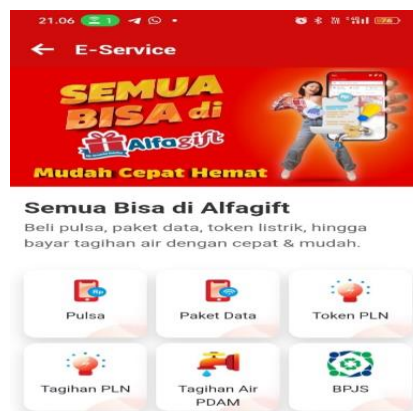 21.06
1
← E-Service
SEMUA
BISA di
Alfagift
Mudah Cepat Hemat
Semua Bisa di Alfagift
Beli pulsa, paket data, token listrik, hingga
bayar tagihan air dengan cepat & mudah.
Rp
Pulsa Paket Data Token PLN
Tagihan PLN Tagihan Air BPJS
PDAM